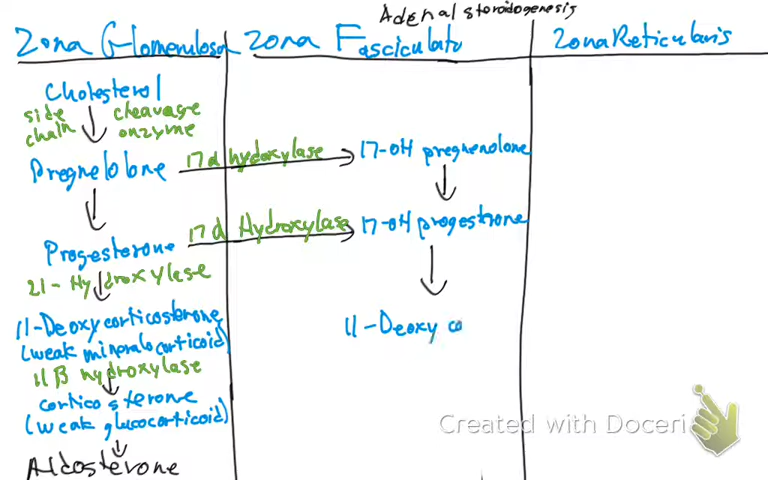 Adenal steroidogenesis
Zona Glomerulosa
Zona Fasciculata
Zona Reticularis
Cholesterol
side chain
cleavage enzyme
Pregnelolone
17α hydoxylase
17-OH pregnenolone
Progesterone
17α Hydroxylase
17-OH progestrone
21-Hydroxylase
11-Deoxycorticosterone
(weak mineralocorticoid)
11β hydroxylase
11-Deoxy co
corticosterone
(weak glucocorticoid)
Aldosterone
Created with Doceri